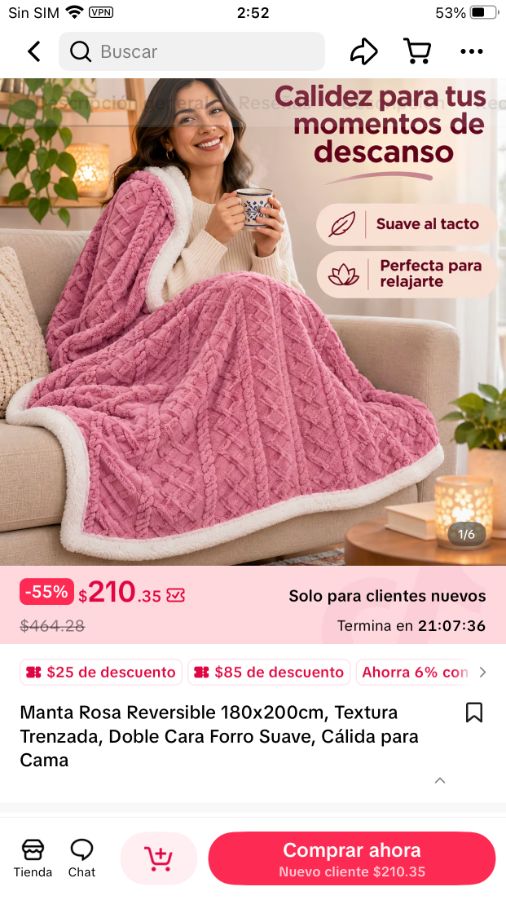 Sin SIM VPN 2:52 53%
Buscar
Descripción general
Calidez para tus
momentos de
descanso
Suave al tacto
Perfecta para
relajarte
1/6
-55% $210.35 Solo para clientes nuevos
$464.28 Termina en 21:07:36
$25 de descuento $85 de descuento Ahorra 6% con
Manta Rosa Reversible 180x200cm, Textura
Trenzada, Doble Cara Forro Suave, Cálida para
Cama
Tienda Chat Comprar ahora
Nuevo cliente $210.35